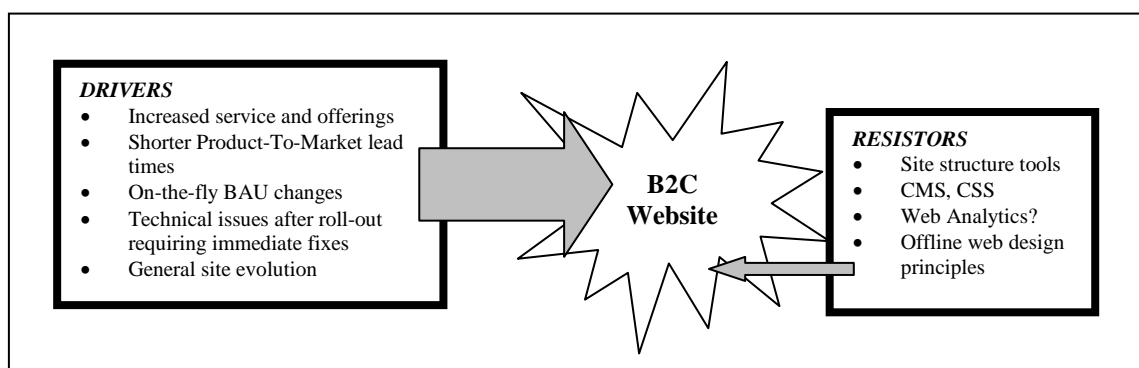 DRIVERS
• Increased service and offerings
• Shorter Product-To-Market lead
times
• On-the-fly BAU changes
• Technical issues after roll-out
requiring immediate fixes
• General site evolution
B2C
Website
RESISTORS
• Site structure tools
• CMS, CSS
• Web Analytics?
• Offline web design
principles